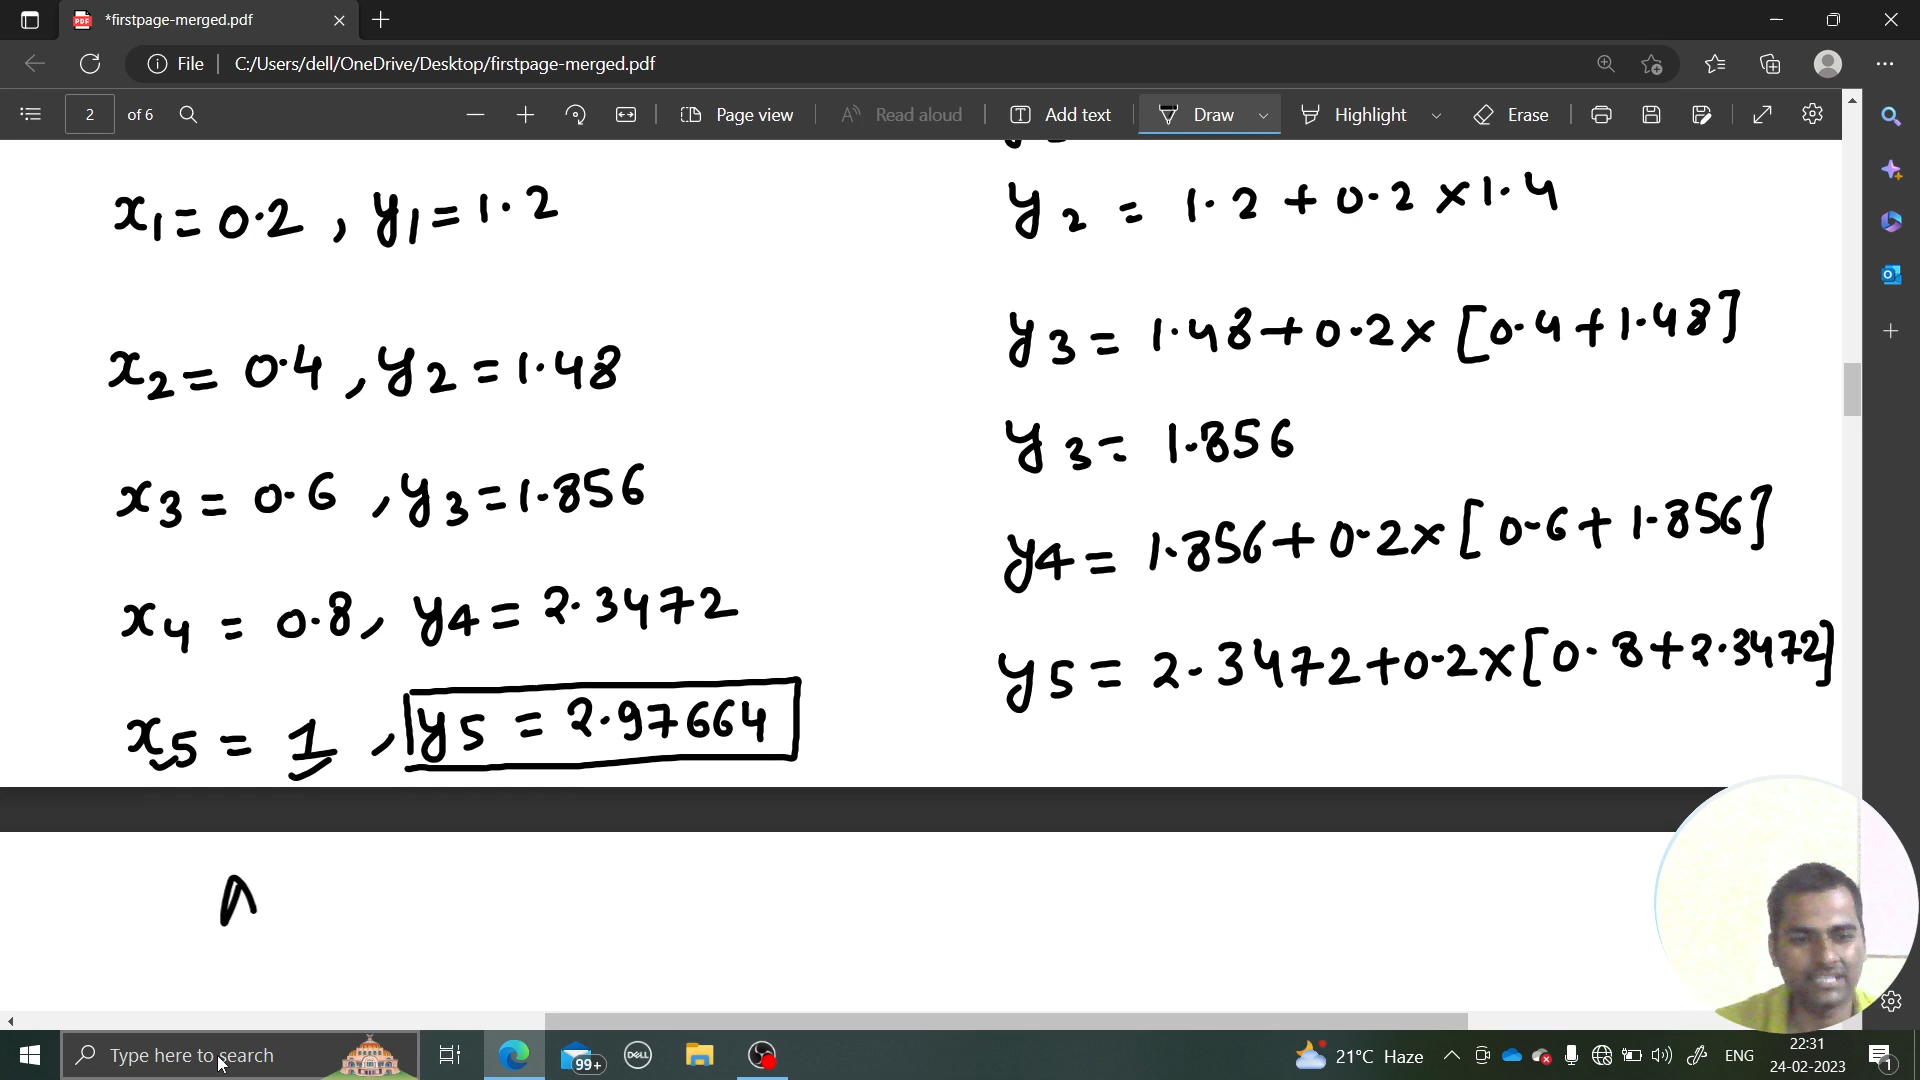 *firstpage-merged.pdf
File C:/Users/dell/OneDrive/Desktop/firstpage-merged.pdf
2 of 6 Page view Read aloud Add text Draw Highlight Erase
x1 = 0.2 , y1 = 1.2
x2 = 0.4 , y2 = 1.48
x3 = 0.6 , y3 = 1.856
x4 = 0.8 , y4 = 2.3472
x5 = 1 , y5 = 2.97664
y2 = 1.2 + 0.2 × 1.4
y3 = 1.48 + 0.2 × [0.4 + 1.48]
y3 = 1.856
y4 = 1.856 + 0.2 × [0.6 + 1.856]
y5 = 2.3472 + 0.2 × [0.8 + 2.3472]
Type here to search 99+ DELL 21°C Haze ENG 22:31
24-02-2023 1